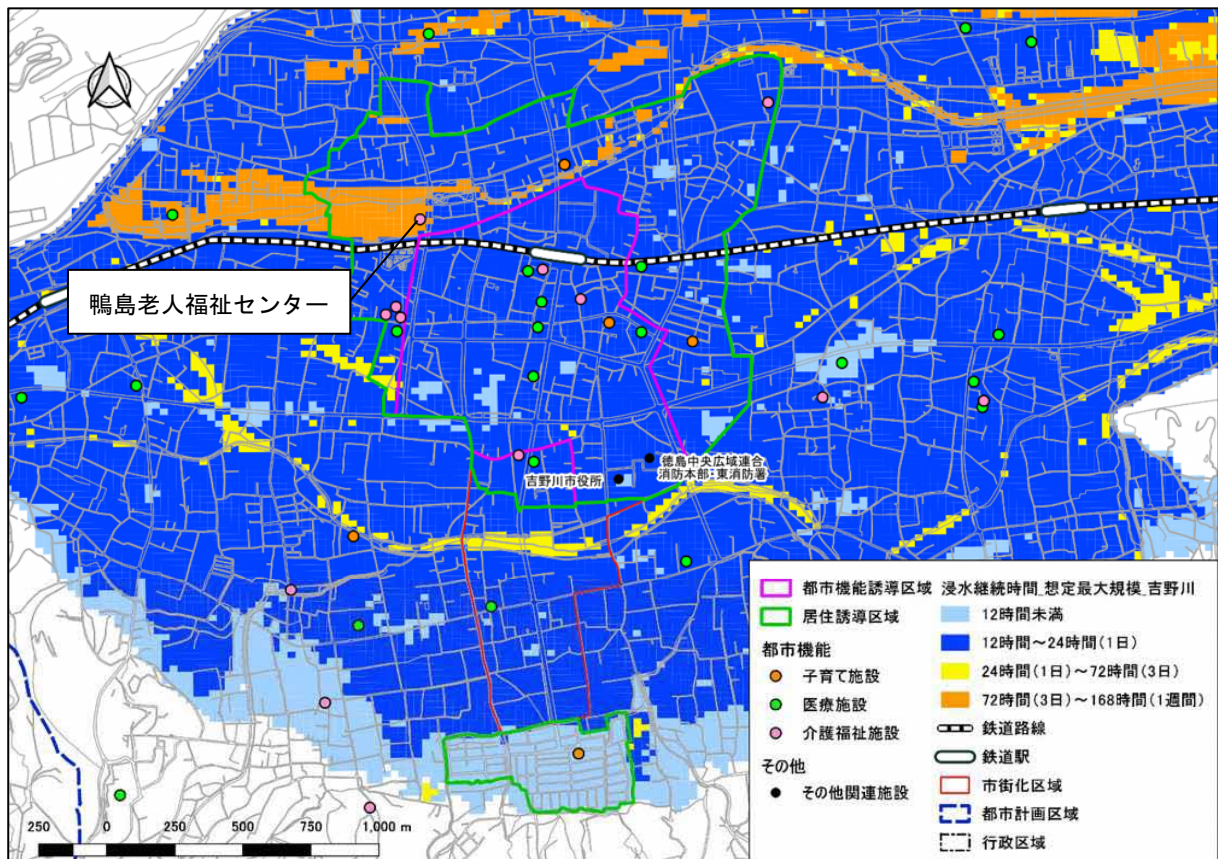 鴨島老人福祉センター
徳島中央広域連合
消防本部・東消防署
吉野川市役所
都市機能誘導区域
居住誘導区域
都市機能
子育て施設
医療施設
介護福祉施設
その他
その他関連施設
浸水継続時間_想定最大規模_吉野川
12時間未満
12時間～24時間(1日)
24時間(1日)～72時間(3日)
72時間(3日)～168時間(1週間)
鉄道路線
鉄道駅
市街化区域
都市計画区域
行政区域
250 0 250 500 750 1,000 m